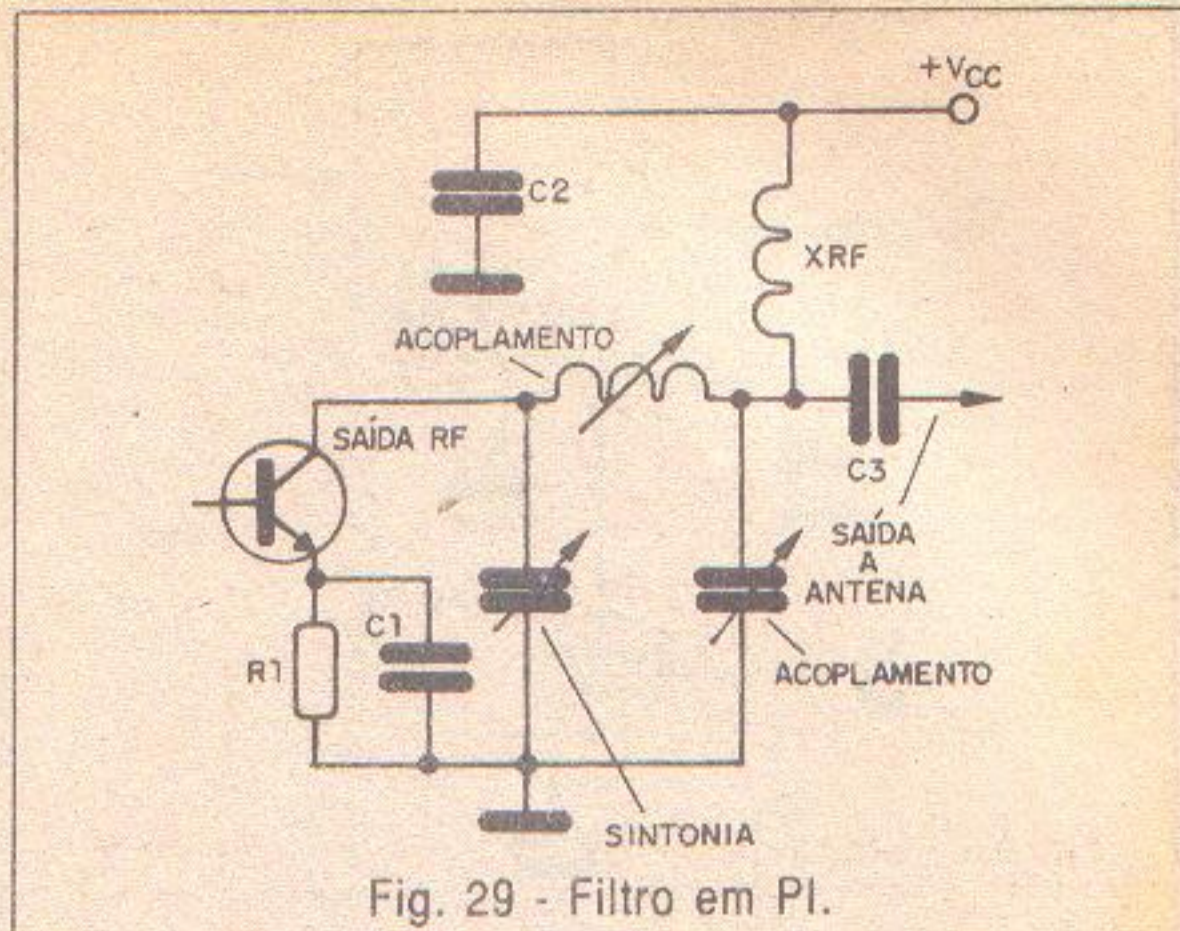 +VCC
C2
XRF
ACOPLAMENTO
SAÍDA RF
C3
SAÍDA
A
ANTENA
C1
R1
ACOPLAMENTO
SINTONIA
Fig. 29 - Filtro em PI.